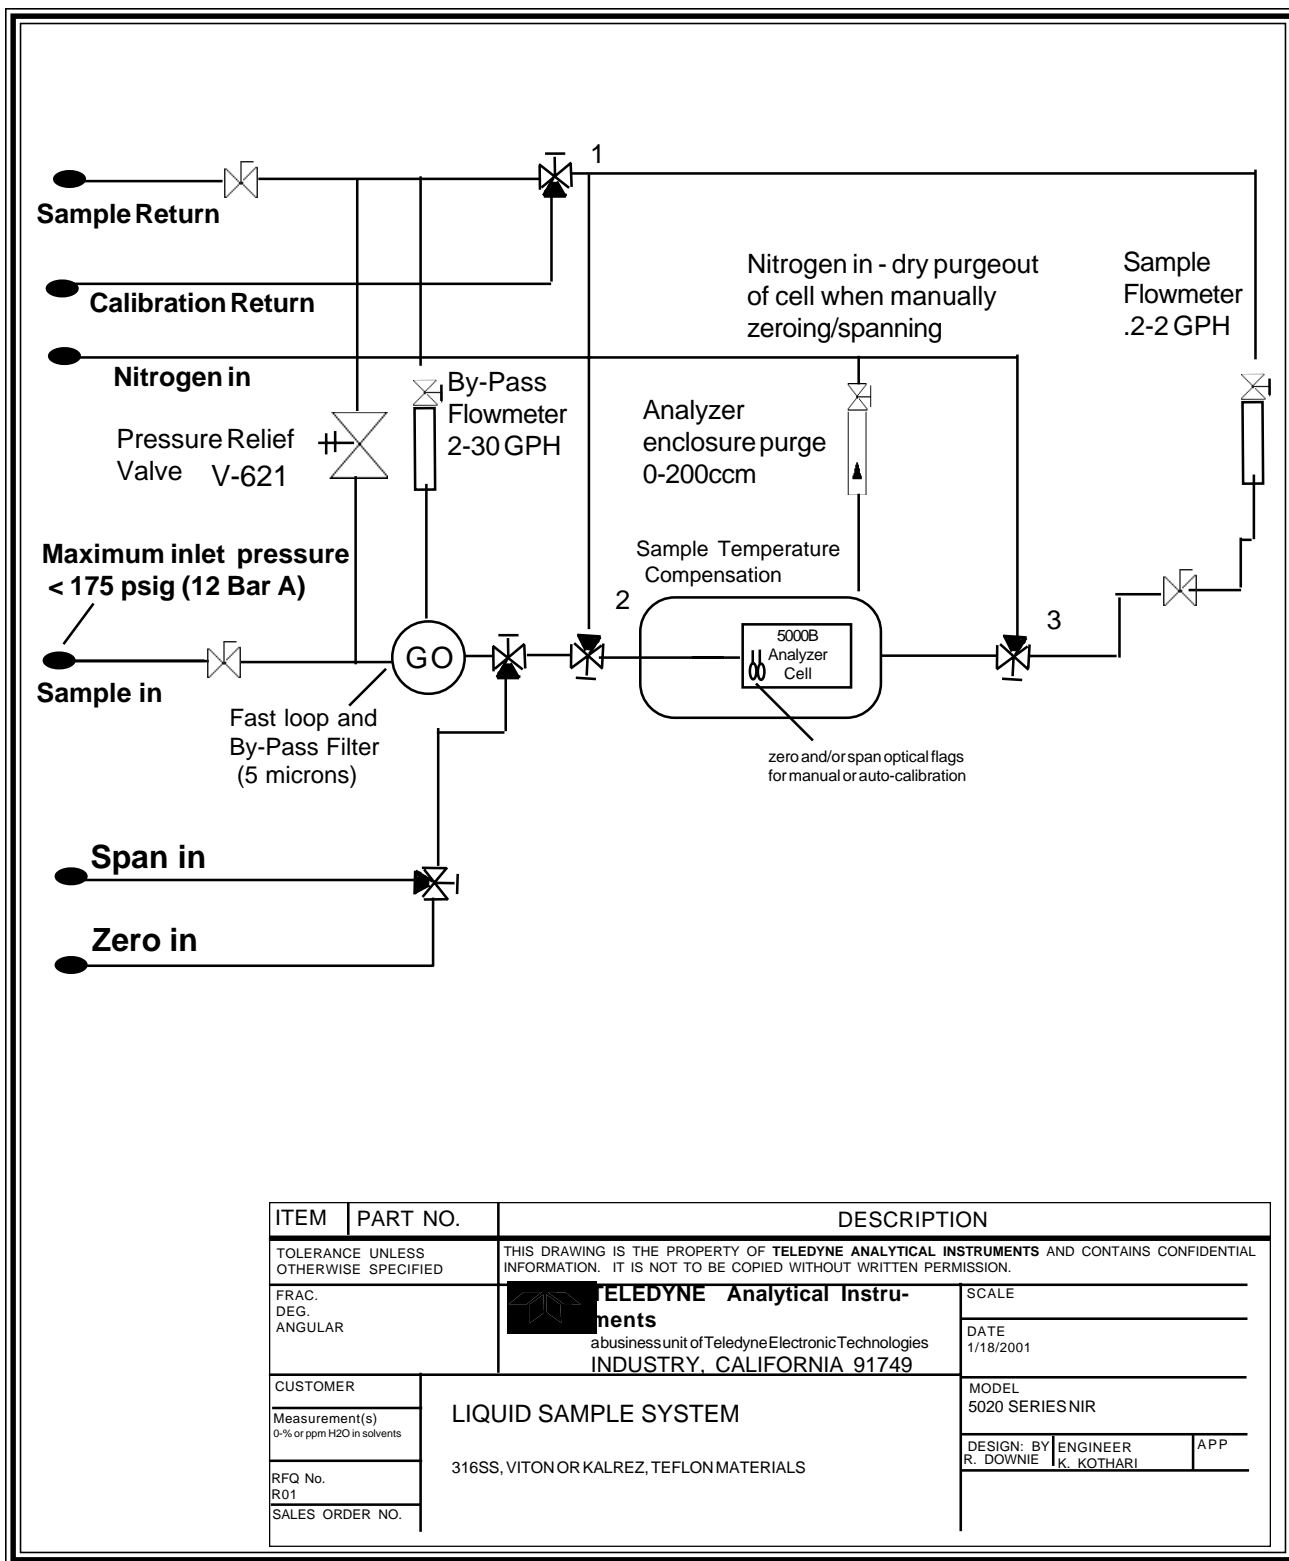 1
Sample Return
Calibration Return
Nitrogen in
Nitrogen in - dry purgeout
of cell when manually
zeroing/spanning
Sample
Flowmeter
.2-2 GPH
By-Pass
Flowmeter
2-30 GPH
Pressure Relief
Valve V-621
Analyzer
enclosure purge
0-200ccm
Maximum inlet pressure
< 175 psig (12 Bar A)
Sample Temperature
Compensation
2
3
GO
5000B
Analyzer
Cell
Sample in
Fast loop and
By-Pass Filter
(5 microns)
zero and/or span optical flags
for manual or auto-calibration
Span in
Zero in
ITEM PART NO. DESCRIPTION
TOLERANCE UNLESS
OTHERWISE SPECIFIED
THIS DRAWING IS THE PROPERTY OF TELEDYNE ANALYTICAL INSTRUMENTS AND CONTAINS CONFIDENTIAL
INFORMATION. IT IS NOT TO BE COPIED WITHOUT WRITTEN PERMISSION.
FRAC.
DEG.
ANGULAR
TELEDYNE Analytical Instru-
ments
a business unit of Teledyne Electronic Technologies
INDUSTRY, CALIFORNIA 91749
SCALE
DATE
1/18/2001
CUSTOMER
Measurement(s)
0-% or ppm H2O in solvents
RFQ No.
R01
SALES ORDER NO.
LIQUID SAMPLE SYSTEM
316SS, VITON OR KALREZ, TEFLON MATERIALS
MODEL
5020 SERIES NIR
DESIGN: BY
R. DOWNIE
ENGINEER
K. KOTHARI
APP